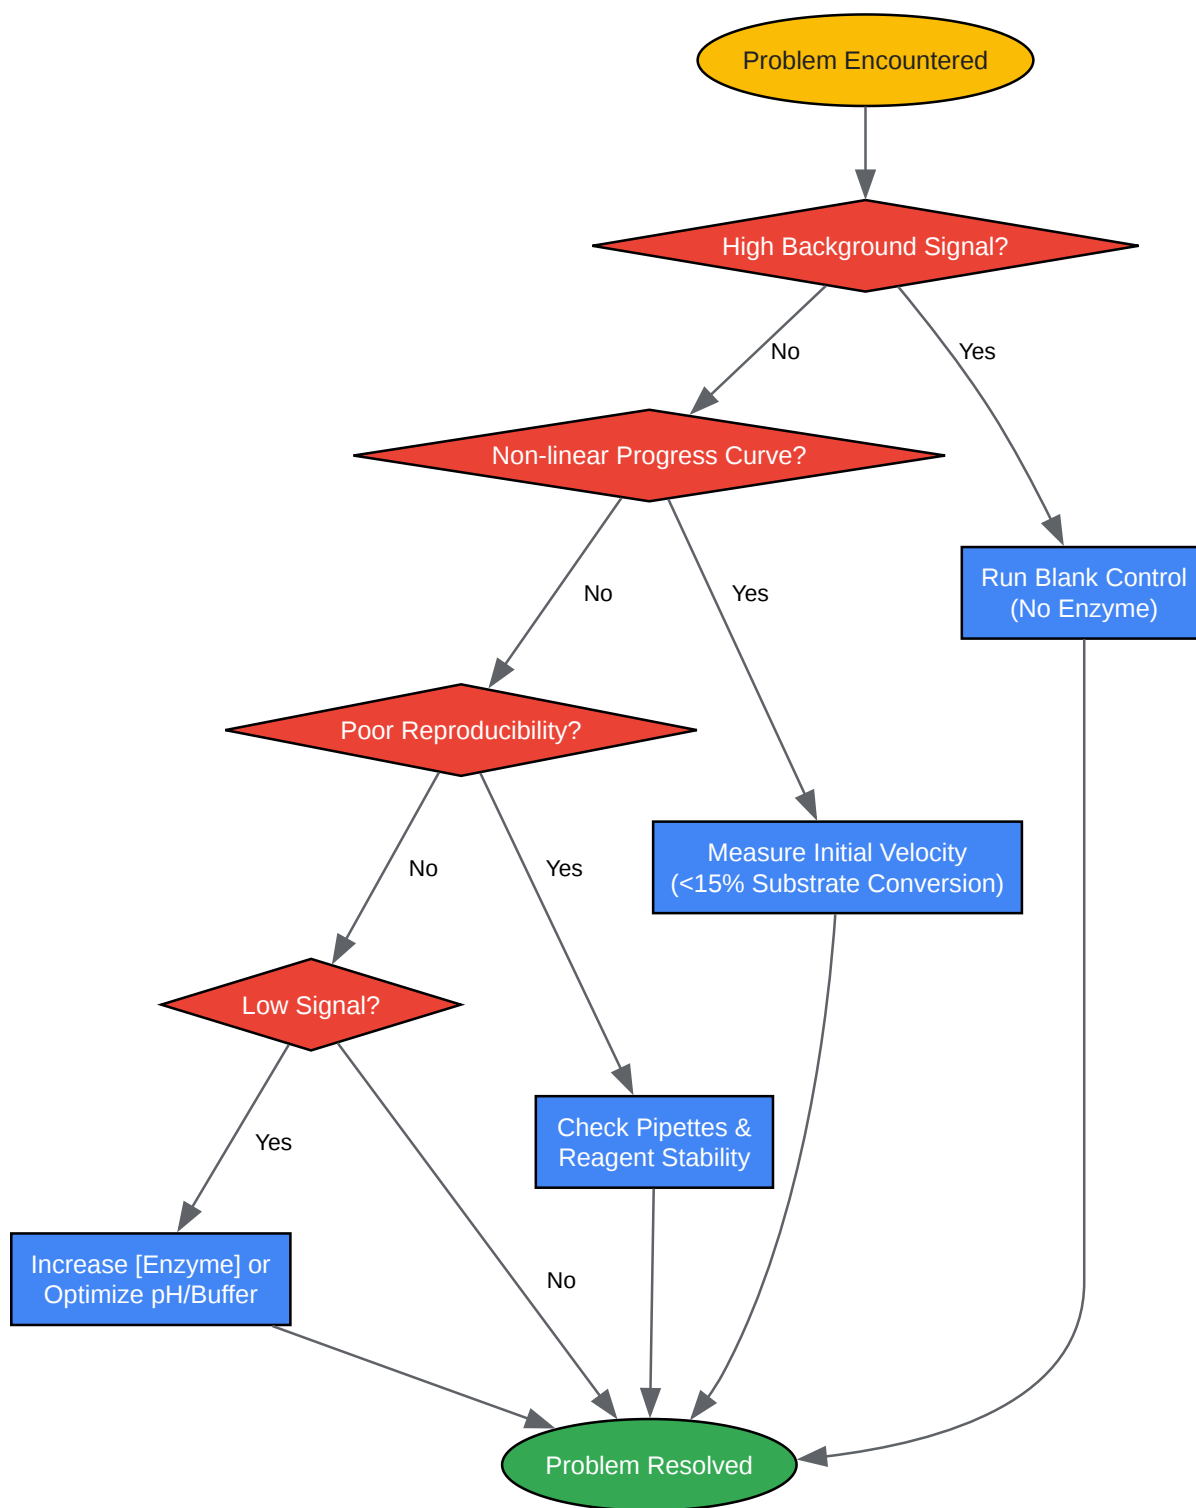 Problem Encountered
High Background Signal?
No
Yes
Non-linear Progress Curve?
Run Blank Control
(No Enzyme)
No
Yes
Poor Reproducibility?
Measure Initial Velocity
(<15% Substrate Conversion)
No
Yes
Low Signal?
Check Pipettes &
Reagent Stability
Yes
Increase [Enzyme] or
Optimize pH/Buffer
No
Problem Resolved